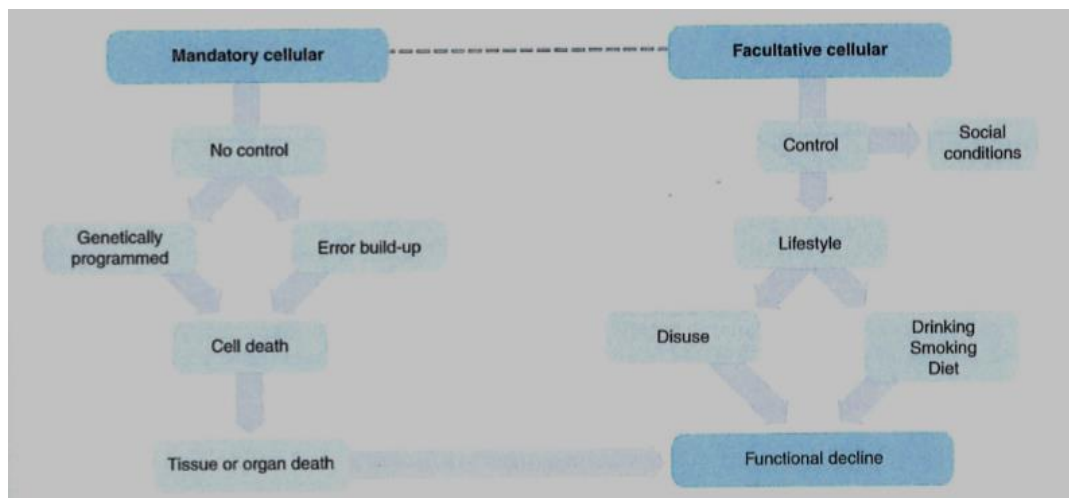 Mandatory cellular
Facultative cellular
No control
Control
Social
conditions
Genetically
programmed
Error build-up
Lifestyle
Cell death
Disuse
Drinking
Smoking
Diet
Tissue or organ death
Functional decline